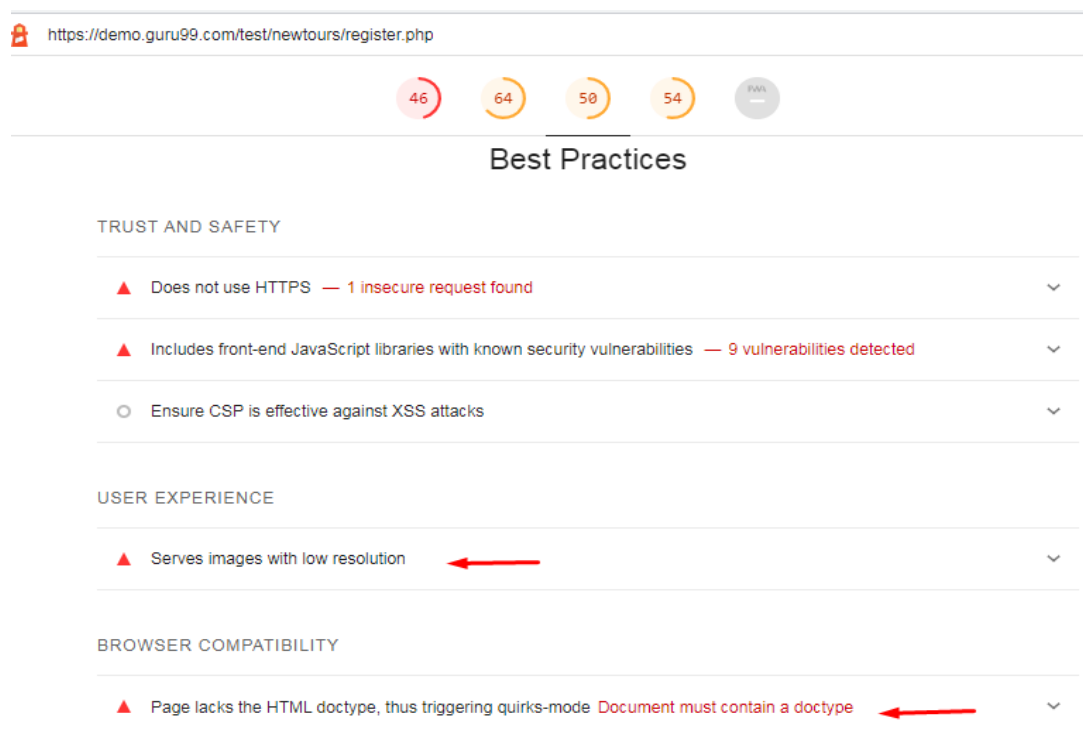 https://demo.guru99.com/test/newtours/register.php
46 64 50 54 PWA
Best Practices
TRUST AND SAFETY
Does not use HTTPS — 1 insecure request found
Includes front-end JavaScript libraries with known security vulnerabilities — 9 vulnerabilities detected
Ensure CSP is effective against XSS attacks
USER EXPERIENCE
Serves images with low resolution
BROWSER COMPATIBILITY
Page lacks the HTML doctype, thus triggering quirks-mode Document must contain a doctype